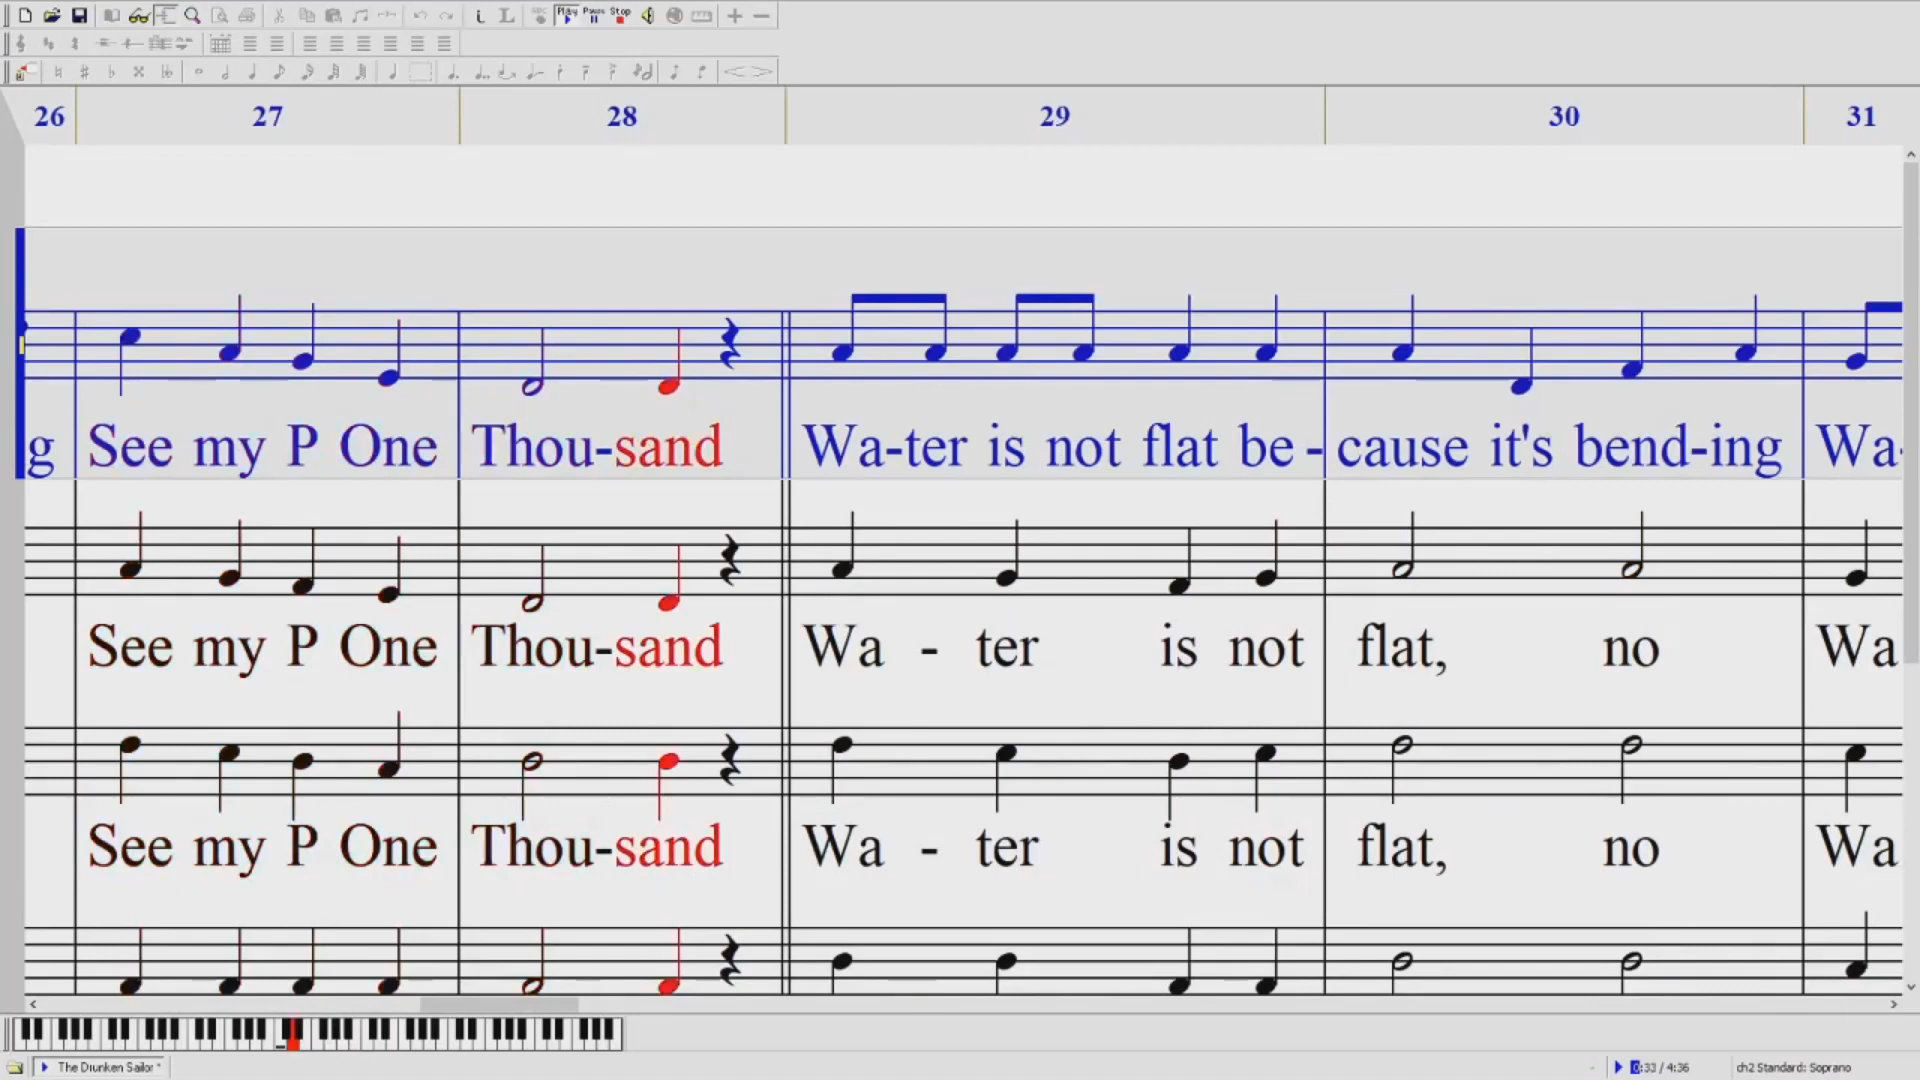 Play Pause Stop
26 27 28 29 30 31
g See my P One Thou-sand Wa-ter is not flat be-cause it's bend-ing Wa-
See my P One Thou-sand Wa - ter is not flat, no Wa
See my P One Thou-sand Wa - ter is not flat, no Wa
The Drunken Sailor * 0:33 / 4:36 ch2 Standard: Soprano